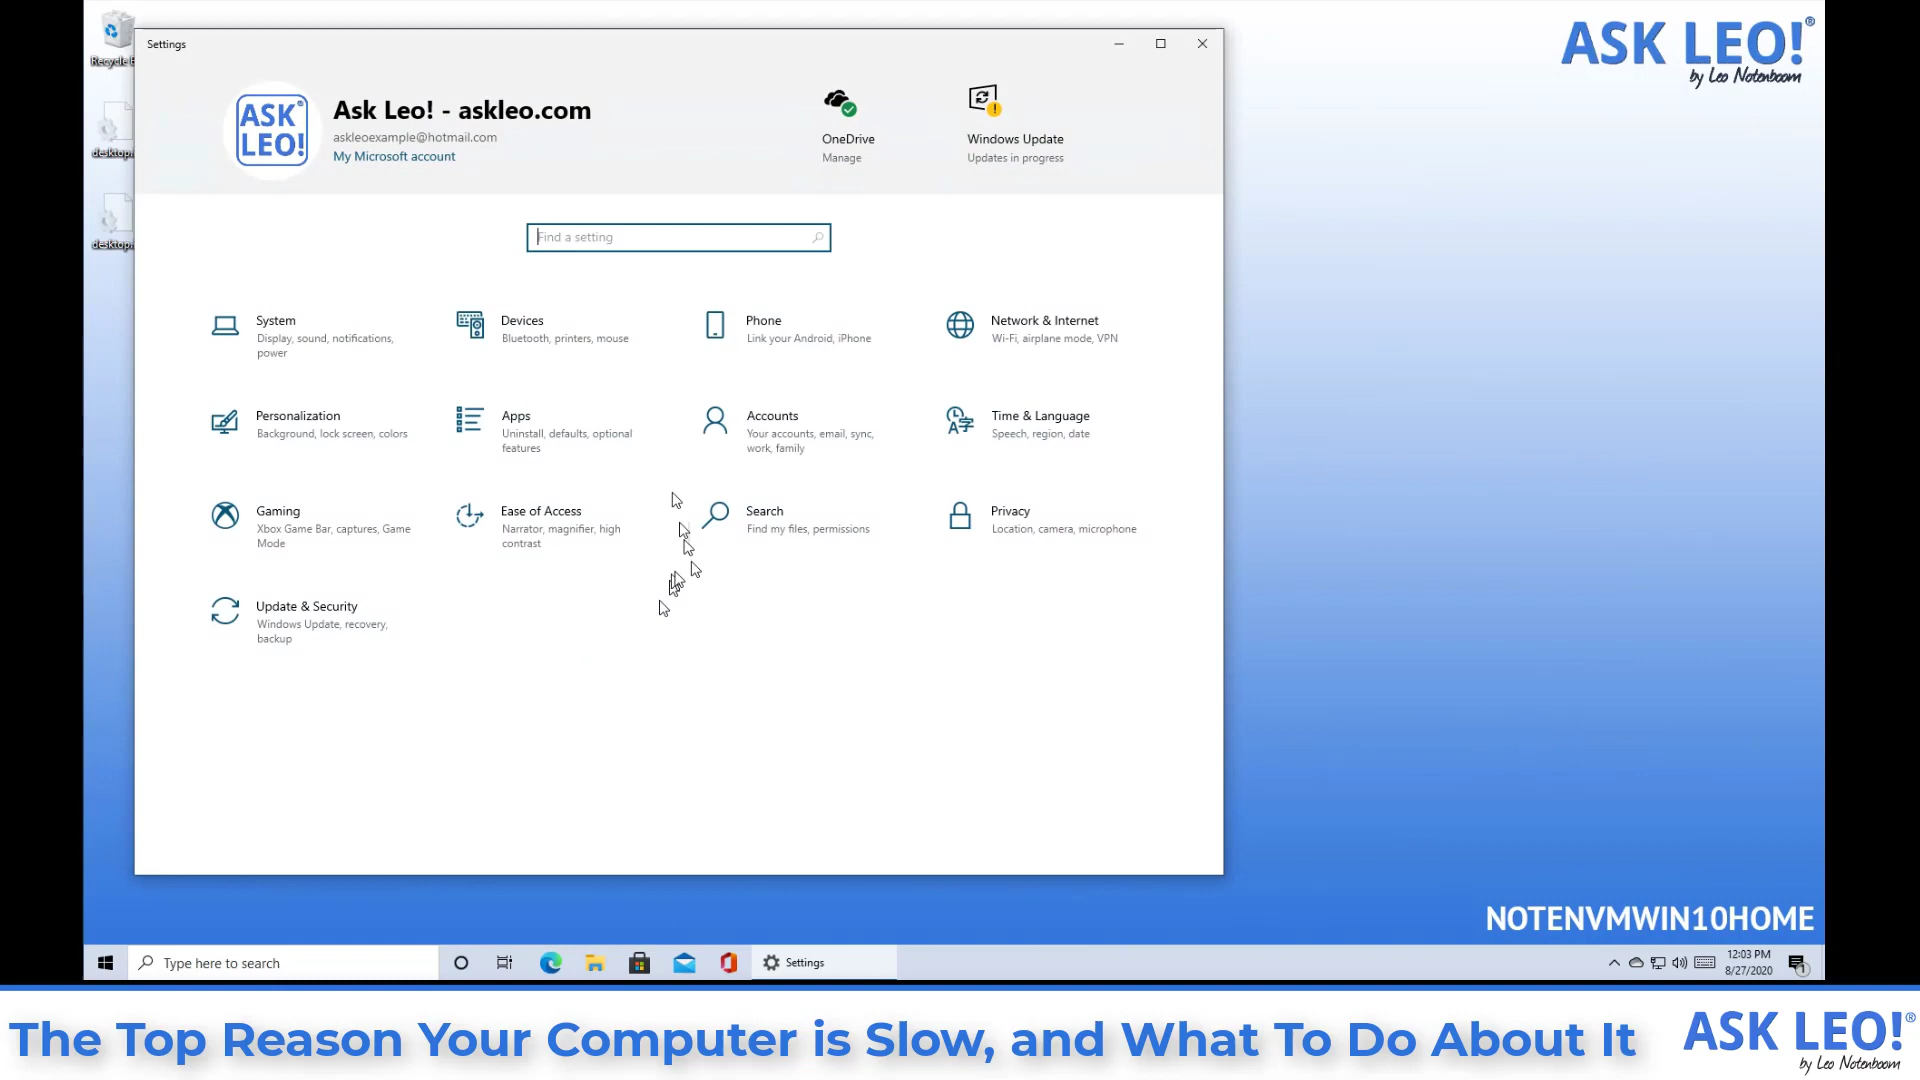 Recycle
desktop.
desktop.
Settings
ASK LEO!®
by Leo Notenboom
ASK®
LEO!
Ask Leo! - askleo.com
askleoexample@hotmail.com
My Microsoft account
OneDrive
Manage
Windows Update
Updates in progress
Find a setting
System
Display, sound, notifications,
power
Devices
Bluetooth, printers, mouse
Phone
Link your Android, iPhone
Network & Internet
Wi-Fi, airplane mode, VPN
Personalization
Background, lock screen, colors
Apps
Uninstall, defaults, optional
features
Accounts
Your accounts, email, sync,
work, family
Time & Language
Speech, region, date
Gaming
Xbox Game Bar, captures, Game
Mode
Ease of Access
Narrator, magnifier, high
contrast
Search
Find my files, permissions
Privacy
Location, camera, microphone
Update & Security
Windows Update, recovery,
backup
NOTENVMWIN10HOME
Type here to search
Settings
12:03 PM
8/27/2020
1
The Top Reason Your Computer is Slow, and What To Do About It
ASK LEO!®
by Leo Notenboom